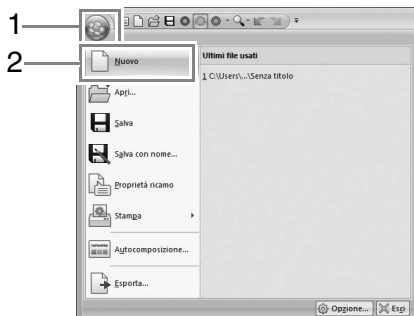 1
2
Nuovo
Apri...
Salva
Salva con nome...
Proprietà ricamo
Stampa
Autocomposizione...
Esporta...
Ultimi file usati
1 C:\Users\...\Senza titolo
Opzione...
Esci